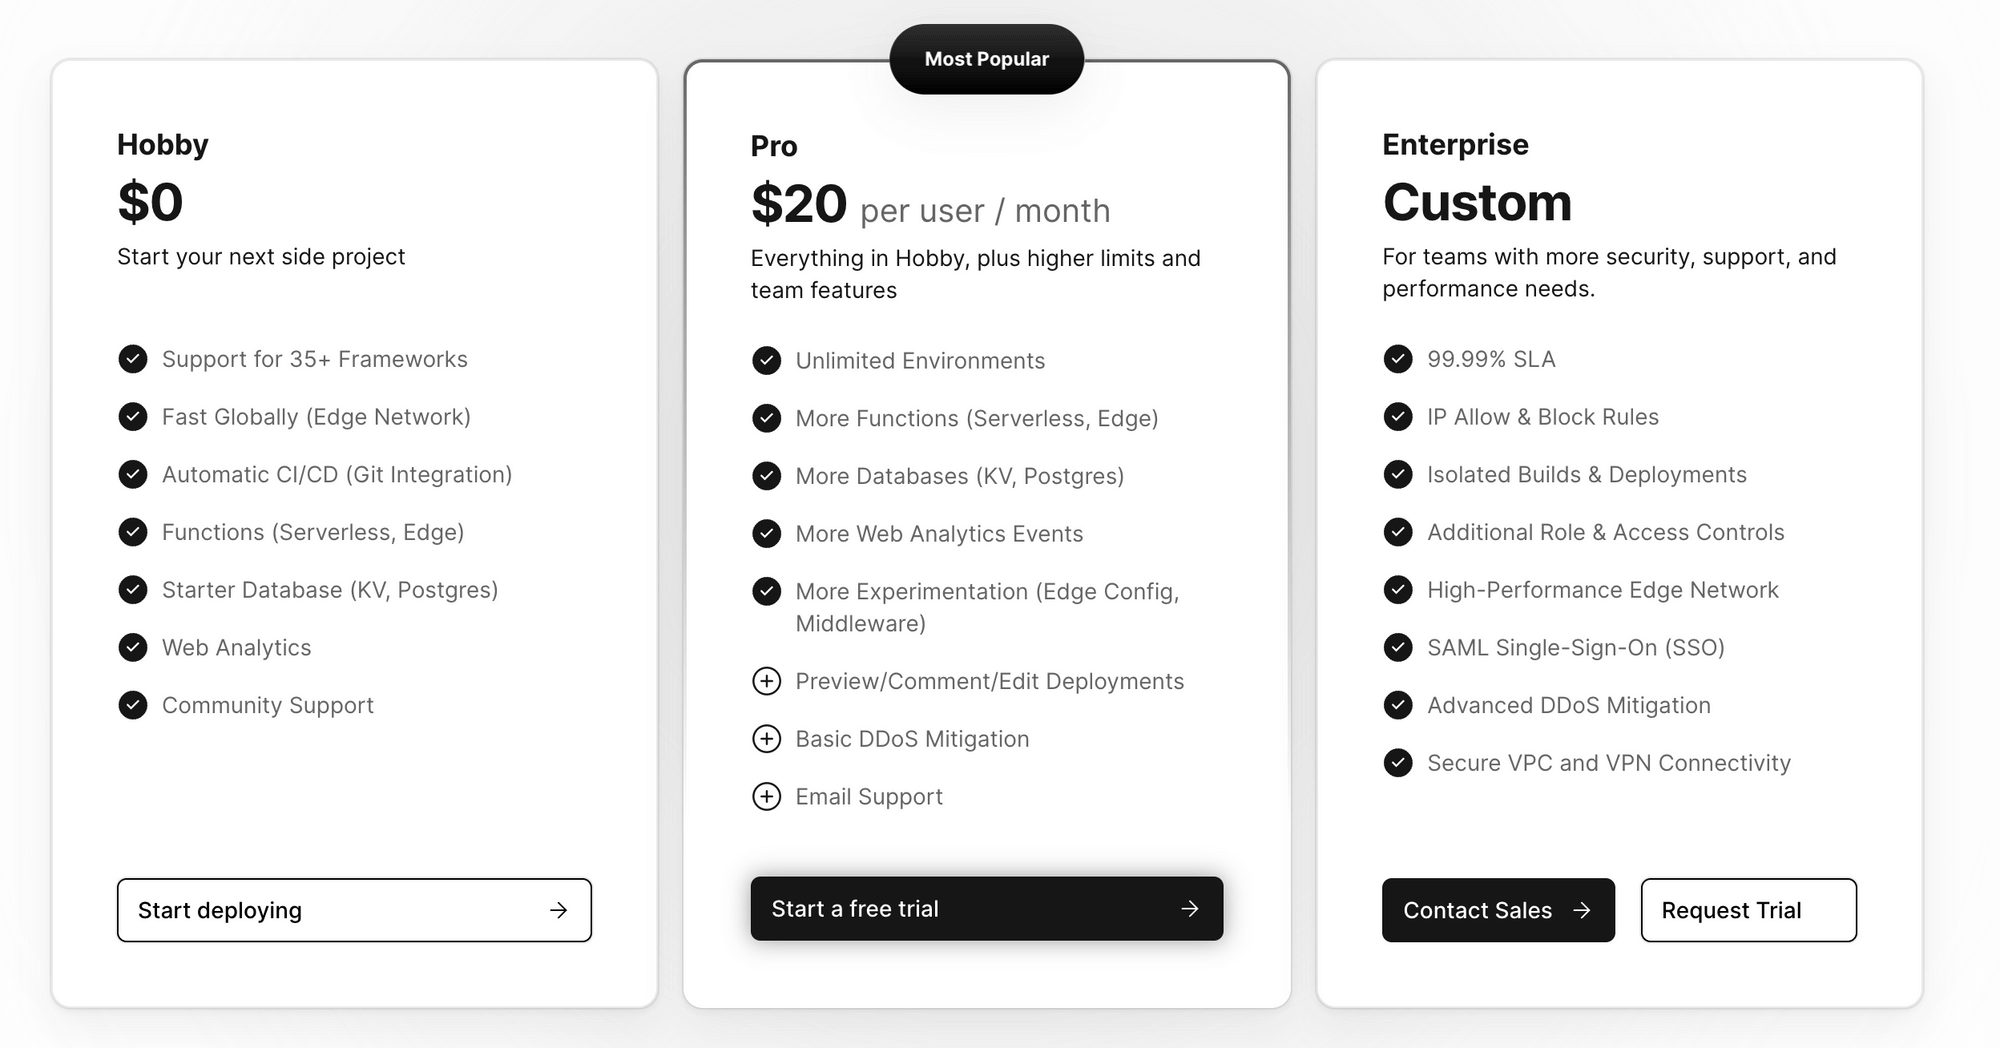 Most Popular
Hobby
$0
Start your next side project
Support for 35+ Frameworks
Fast Globally (Edge Network)
Automatic CI/CD (Git Integration)
Functions (Serverless, Edge)
Starter Database (KV, Postgres)
Web Analytics
Community Support
Start deploying
Pro
$20 per user / month
Everything in Hobby, plus higher limits and
team features
Unlimited Environments
More Functions (Serverless, Edge)
More Databases (KV, Postgres)
More Web Analytics Events
More Experimentation (Edge Config,
Middleware)
Preview/Comment/Edit Deployments
Basic DDoS Mitigation
Email Support
Start a free trial
Enterprise
Custom
For teams with more security, support, and
performance needs.
99.99% SLA
IP Allow & Block Rules
Isolated Builds & Deployments
Additional Role & Access Controls
High-Performance Edge Network
SAML Single-Sign-On (SSO)
Advanced DDoS Mitigation
Secure VPC and VPN Connectivity
Contact Sales
Request Trial